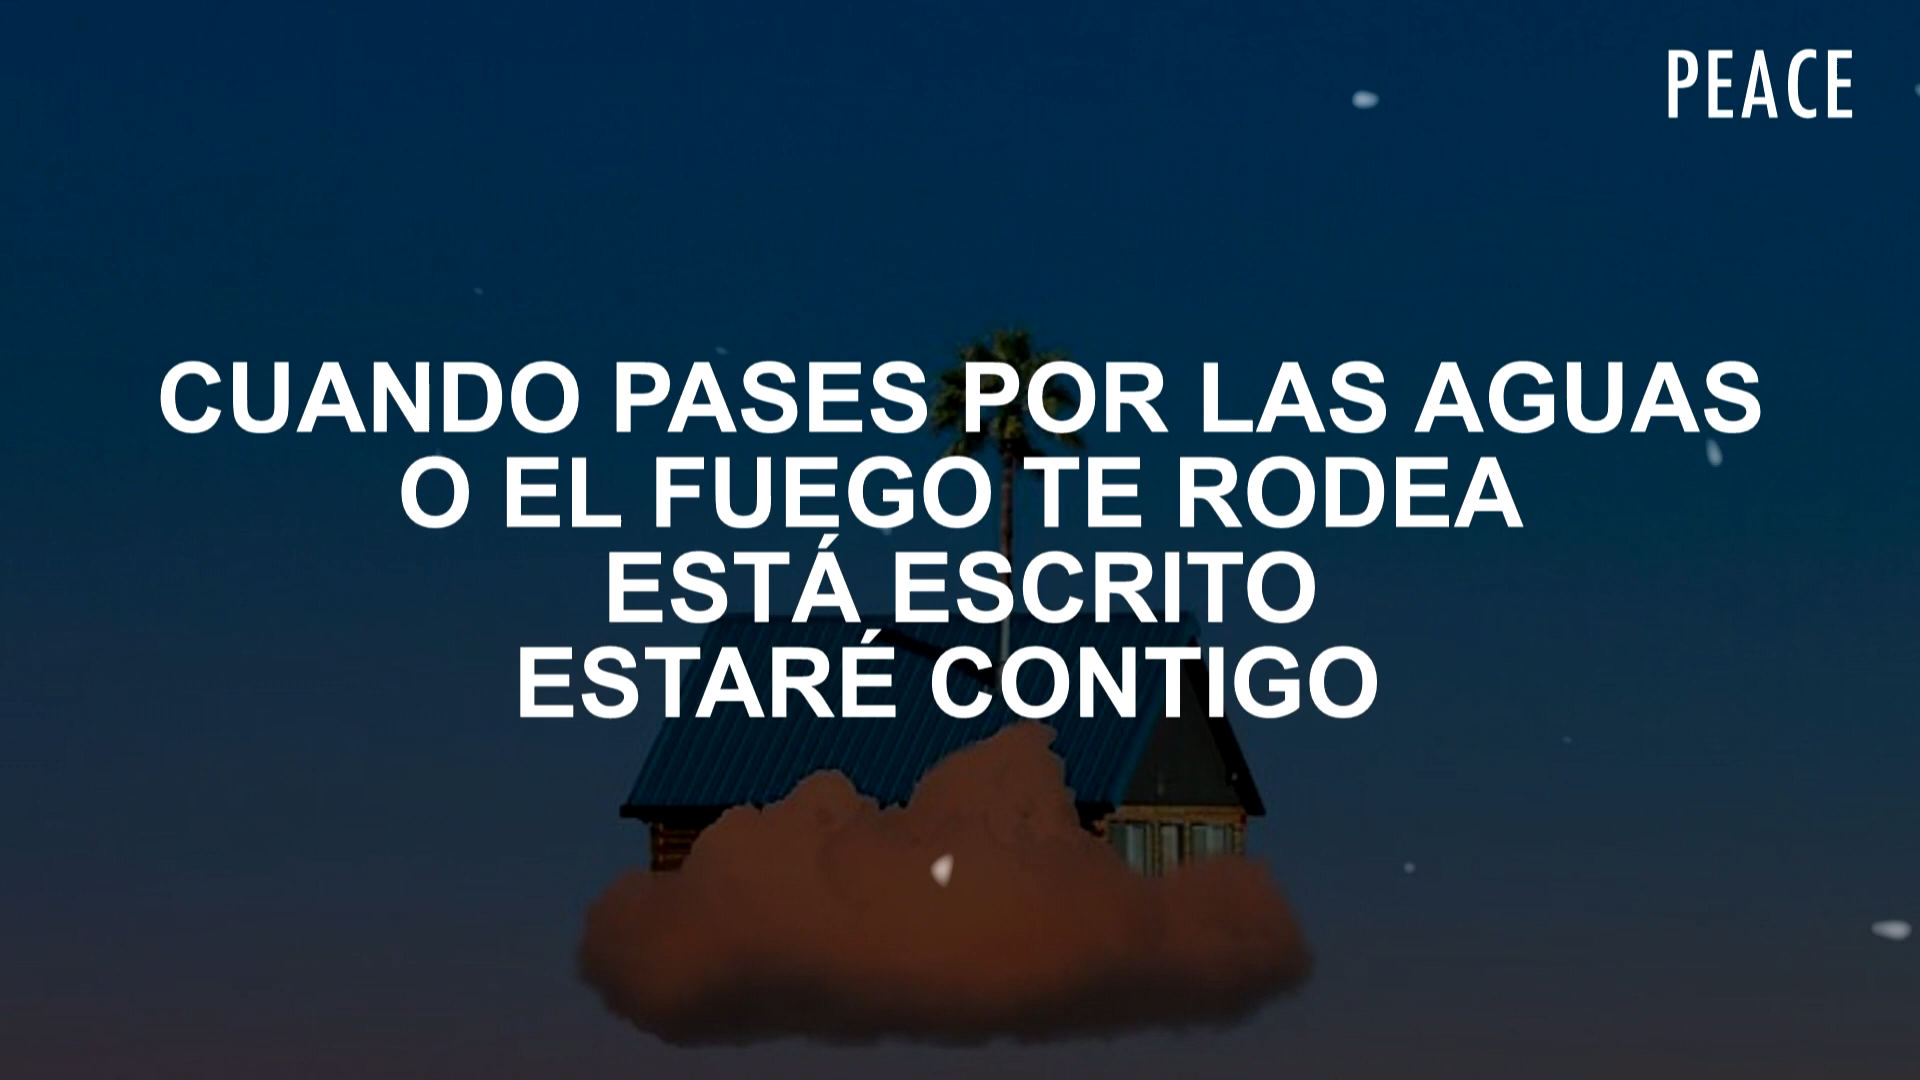 PEACE
CUANDO PASES POR LAS AGUAS
O EL FUEGO TE RODEA
ESTÁ ESCRITO
ESTARÉ CONTIGO